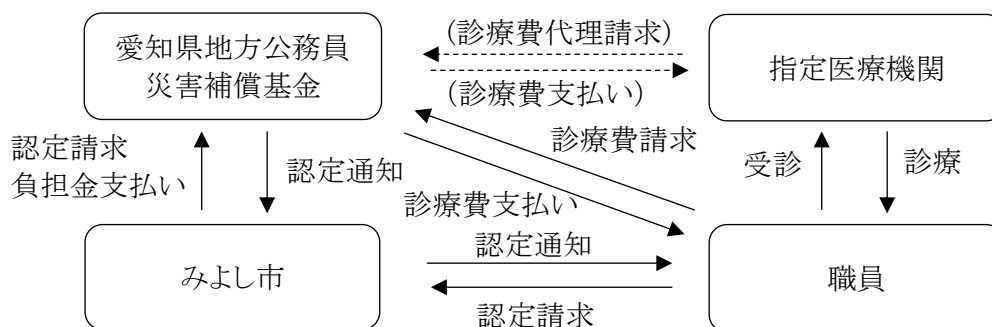 愛知県地方公務員
災害補償基金
(診療費代理請求)
(診療費支払い)
指定医療機関
認定請求
負担金支払い
認定通知
診療費請求
診療費支払い
受診
診療
みよし市
認定通知
認定請求
職員